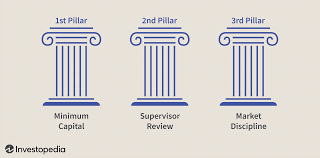 1st Pillar
2nd Pillar
3rd Pillar
Minimum
Capital
Supervisor
Review
Market
Discipline
Investopedia